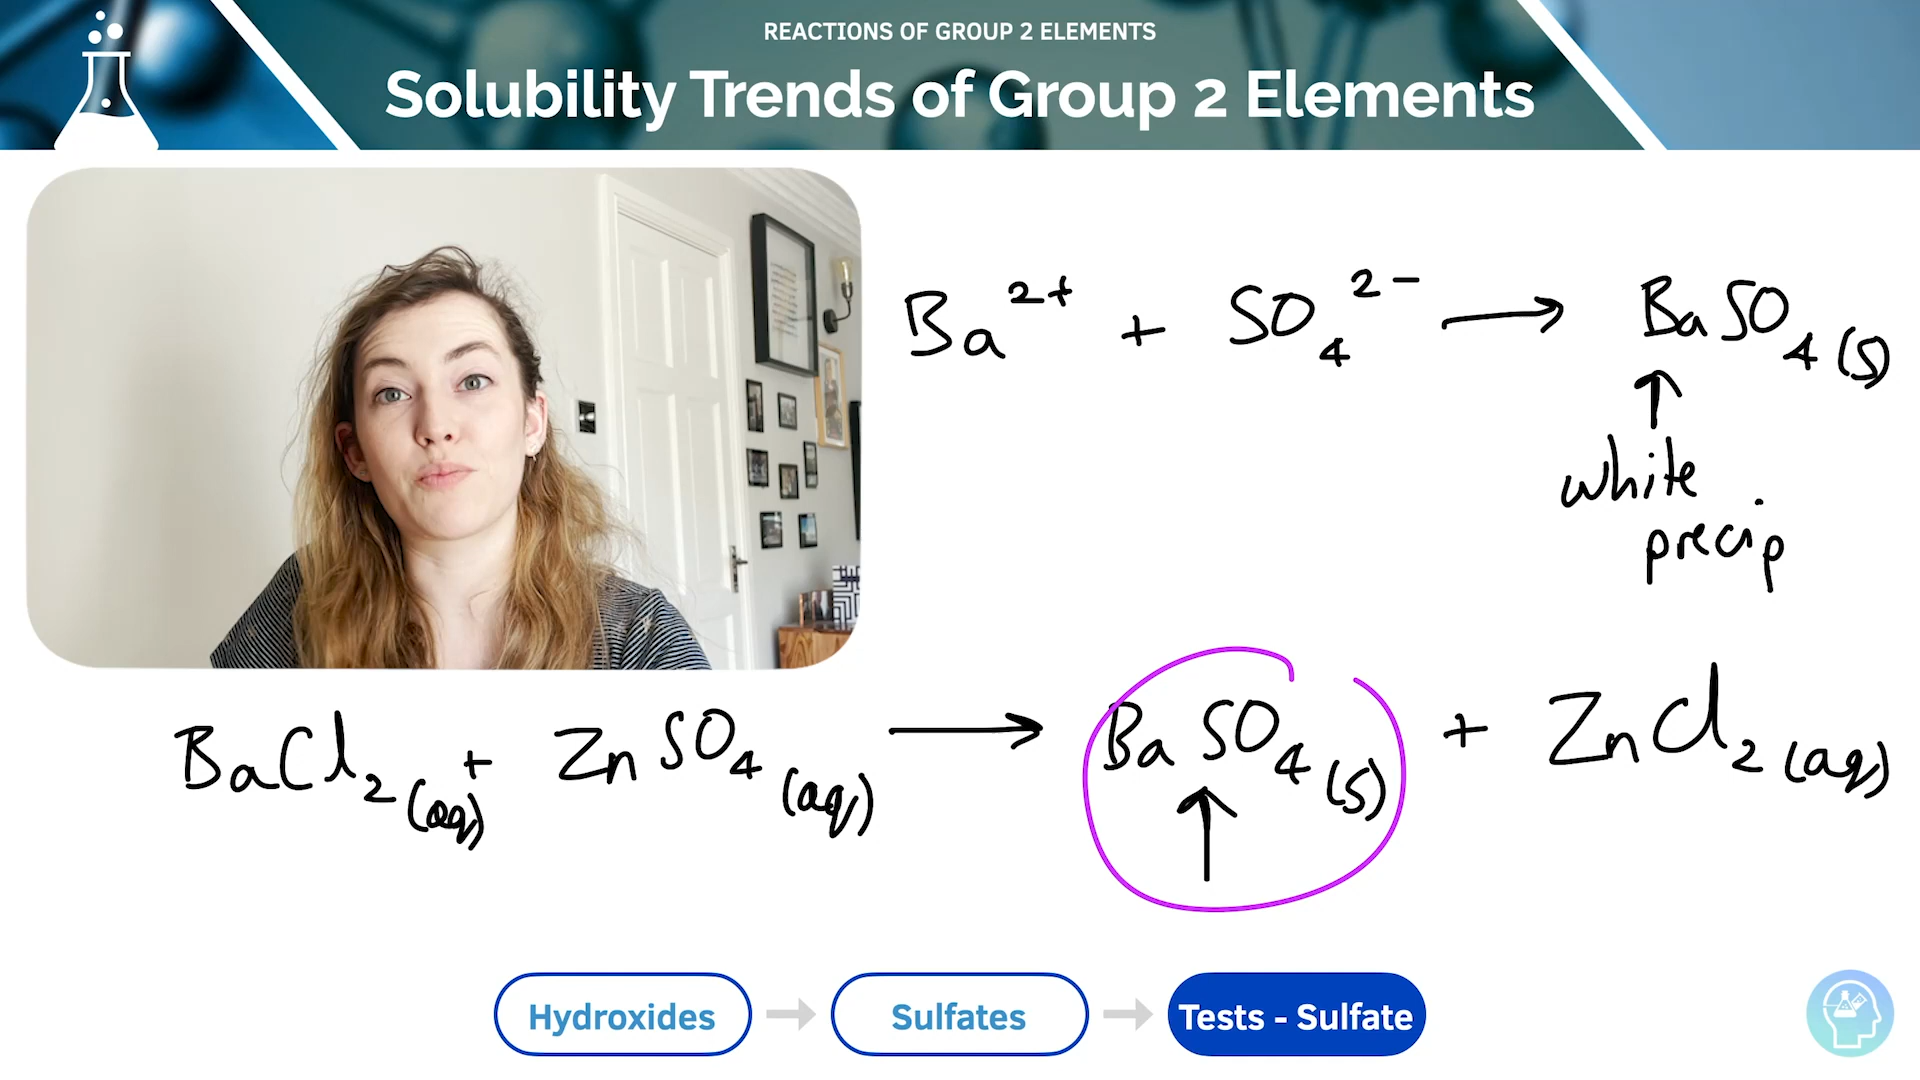 REACTIONS OF GROUP 2 ELEMENTS
Solubility Trends of Group 2 Elements
Ba²⁺ + SO₄²⁻ → BaSO₄(s)
↑
white
precip
BaCl₂(aq) + ZnSO₄(aq) → BaSO₄(s) + ZnCl₂(aq)
↑
Hydroxides → Sulfates → Tests - Sulfate